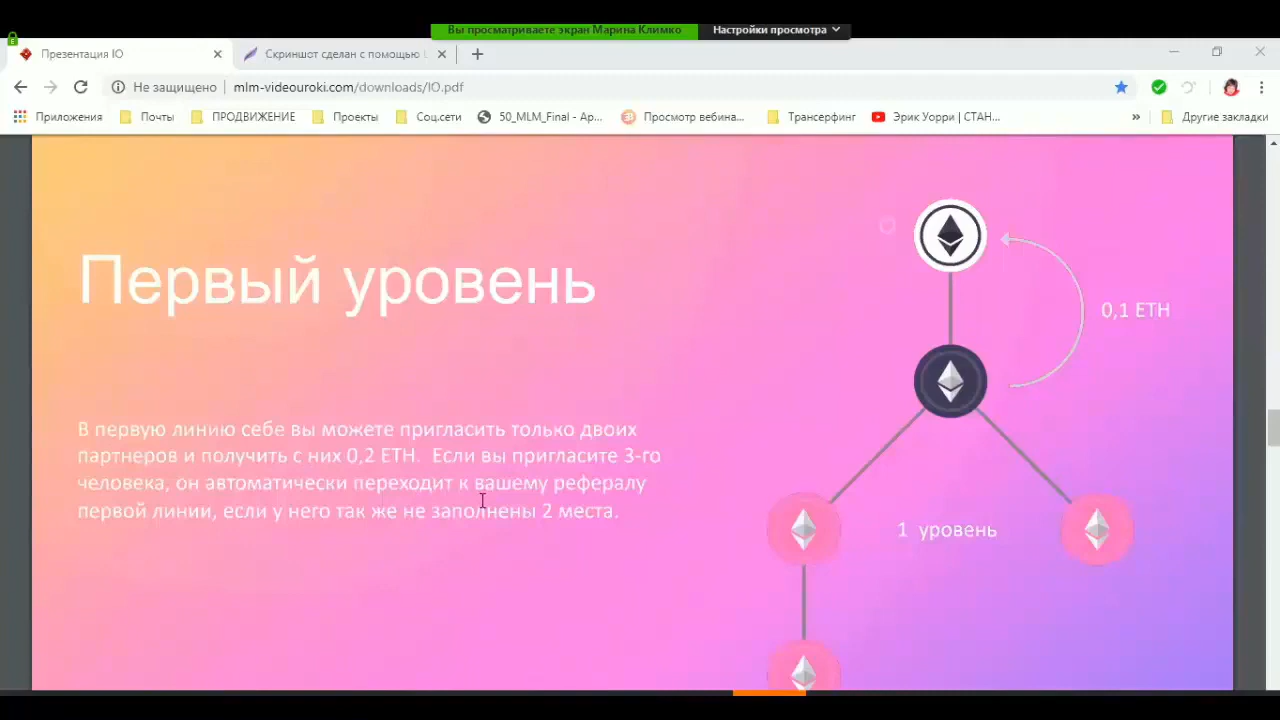 Вы просматриваете экран Марина Климко
Настройки просмотра
Презентация IO
Скриншот сделан с помощью
Не защищено
mlm-videouroki.com/downloads/IO.pdf
Приложения
Почты
ПРОДВИЖЕНИЕ
Проекты
Соц.сети
50_MLM_Final - Ap...
Просмотр вебина...
Трансерфинг
Эрик Уорри | СТАН...
»
Другие закладки
Первый уровень
0,1 ETH
В первую линию себе вы можете пригласить только двоих
партнеров и получить с них 0,2 ETH. Если вы пригласите 3-го
человека, он автоматически переходит к вашему рефералу
первой линии, если у него так же не заполнены 2 места.
1 уровень